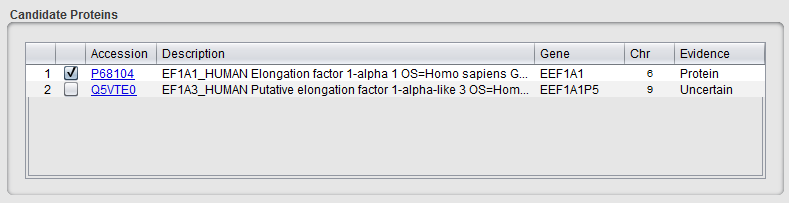 Candidate Proteins
Accession Description Gene Chr Evidence
1 P68104 EF1A1_HUMAN Elongation factor 1-alpha 1 OS=Homo sapiens G... EEF1A1 6 Protein
2 Q5VTE0 EF1A3_HUMAN Putative elongation factor 1-alpha-like 3 OS=Hom... EEF1A1P5 9 Uncertain